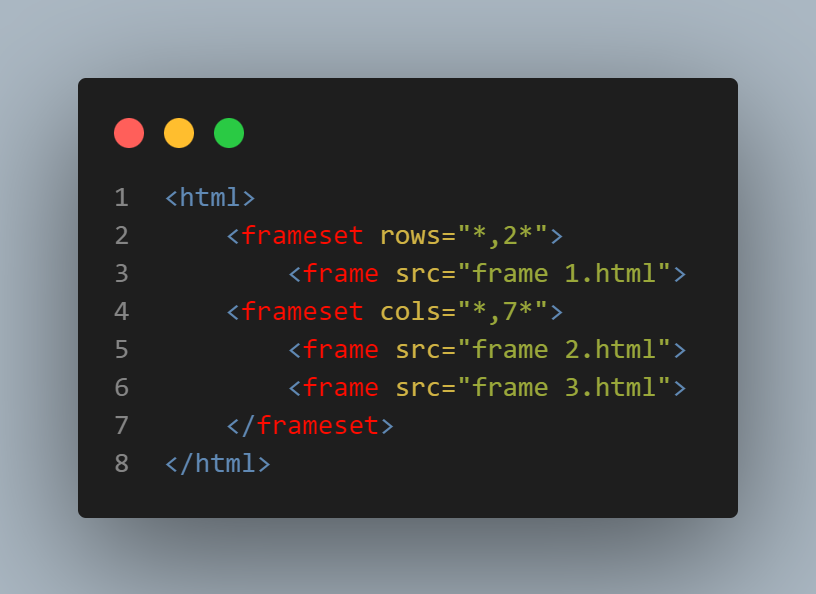 1 <html>
2     <frameset rows="*,2*">
3         <frame src="frame 1.html">
4     <frameset cols="*,7*">
5         <frame src="frame 2.html">
6         <frame src="frame 3.html">
7     </frameset>
8 </html>